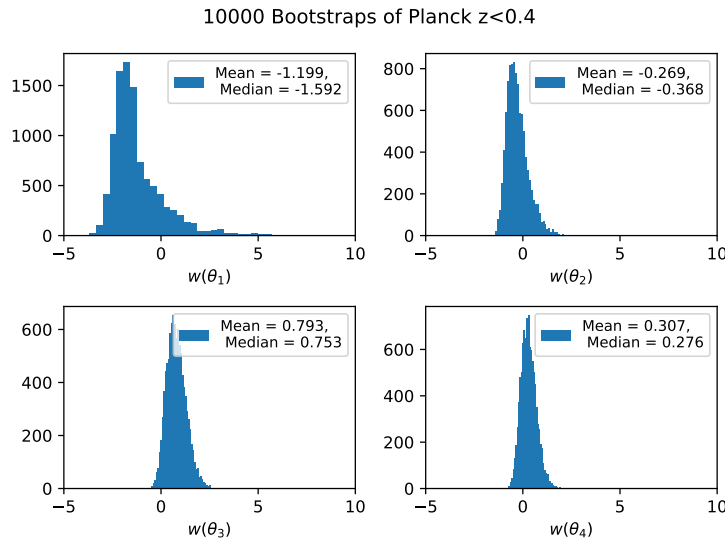 10000 Bootstraps of Planck z<0.4
1500
1000
500
0
Mean = -1.199,
Median = -1.592
−5 0 5 10
w(θ₁)
800
600
400
200
0
Mean = -0.269,
Median = -0.368
−5 0 5 10
w(θ₂)
600
400
200
0
Mean = 0.793,
Median = 0.753
−5 0 5 10
w(θ₃)
600
400
200
0
Mean = 0.307,
Median = 0.276
−5 0 5 10
w(θ₄)